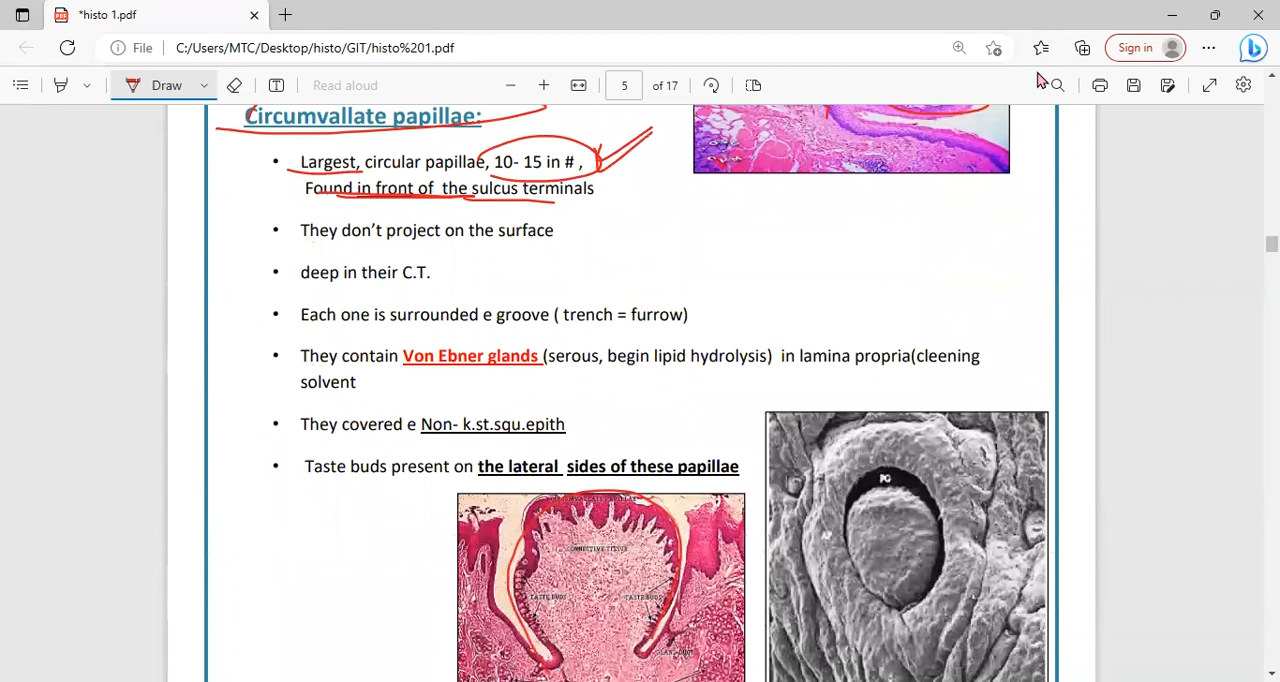 *histo 1.pdf
File
C:/Users/MTC/Desktop/histo/GIT/histo%201.pdf
Sign in
Draw
Read aloud
5
of 17
Circumvallate papillae:
• Largest, circular papillae, 10- 15 in # ,
Found in front of the sulcus terminals
• They don't project on the surface
• deep in their C.T.
• Each one is surrounded e groove ( trench = furrow)
• They contain Von Ebner glands (serous, begin lipid hydrolysis) in lamina propria(cleening
solvent
• They covered e Non- k.st.squ.epith
• Taste buds present on the lateral sides of these papillae
PG
AP
CONNECTIVE TISSUE
TASTE BUDS
TASTE BUDS